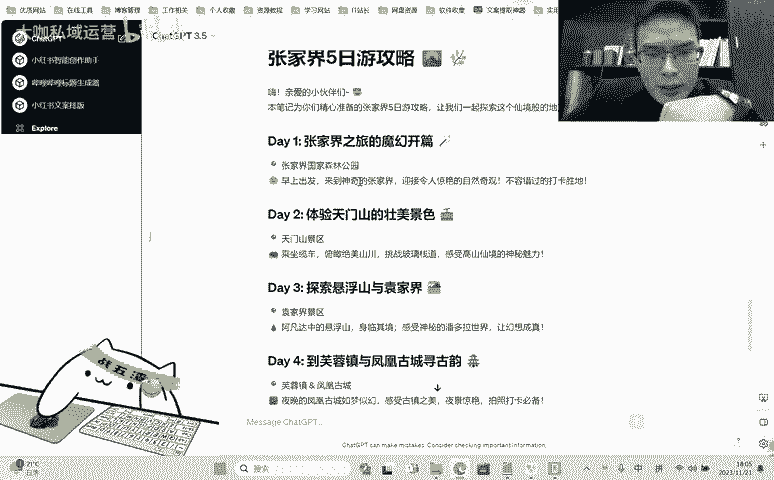 优质网站 在线工具 博客管理 工作相关 个人收藏 资源教程 学习网站 IT站长 网盘资源 软件收集 文案提取神器
大咖私域运营
ChatGPT
ChatGPT 3.5
小红书智能创作助手
哔哩哔哩标题生成器
小红书文案排版
Explore
张家界5日游攻略
嗨！亲爱的小伙伴们~
本笔记为你们精心准备的张家界5日游攻略，让我们一起探索这个仙境般的地
Day 1: 张家界之旅的魔幻开篇
张家界国家森林公园
早上出发，来到神奇的张家界，迎接令人惊艳的自然奇观！不容错过的打卡胜地！
Day 2: 体验天门山的壮美景色
天门山景区
乘坐缆车，俯瞰绝美山川，挑战玻璃栈道，感受高山仙境的神秘魅力！
Day 3: 探索悬浮山与袁家界
袁家界景区
阿凡达中的悬浮山，身临其境；感受神秘的潘多拉世界，让幻想成真！
Day 4: 到芙蓉镇与凤凰古城寻古韵
芙蓉镇 & 凤凰古城
夜晚的凤凰古城如梦似幻，感受古镇之美，夜景惊艳，拍照打卡必备！
Message ChatGPT...
ChatGPT can make mistakes. Consider checking important information.
战五渣
21°C
搜索
中
拼
18:05
2023/11/21